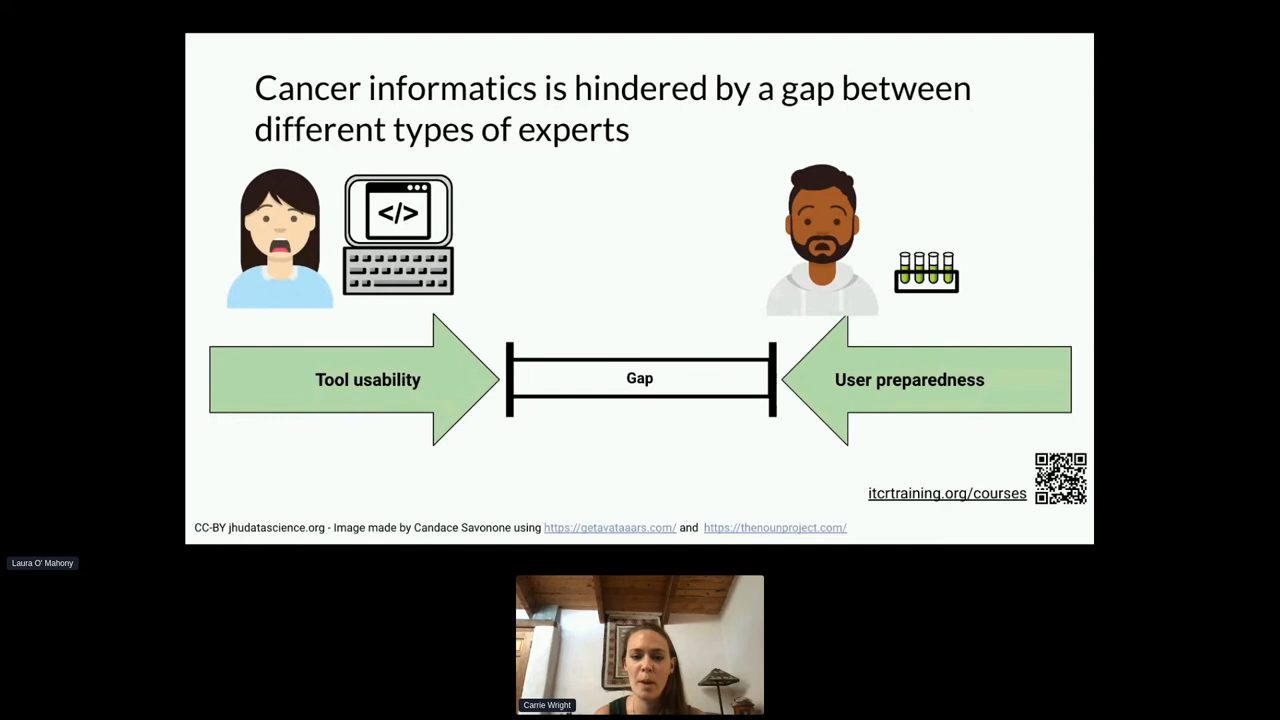 Cancer informatics is hindered by a gap between
different types of experts
</>
Tool usability
Gap
User preparedness
itcrtraining.org/courses
CC-BY jhudatascience.org - Image made by Candace Savonone using https://getavataaars.com/ and https://thenounproject.com/
Laura O' Mahony
Carrie Wright